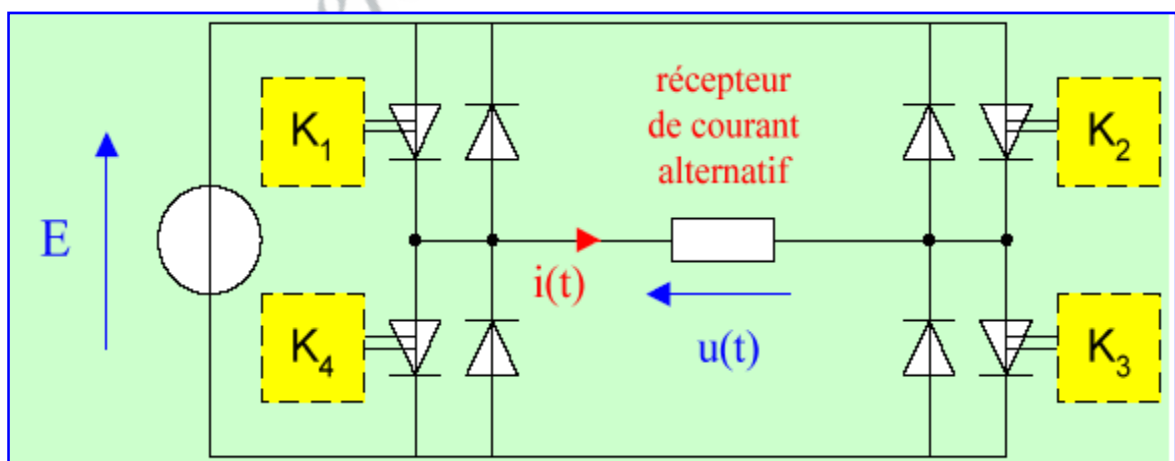 récepteur
de courant
alternatif
K₁
K₂
E
i(t)
u(t)
K₄
K₃